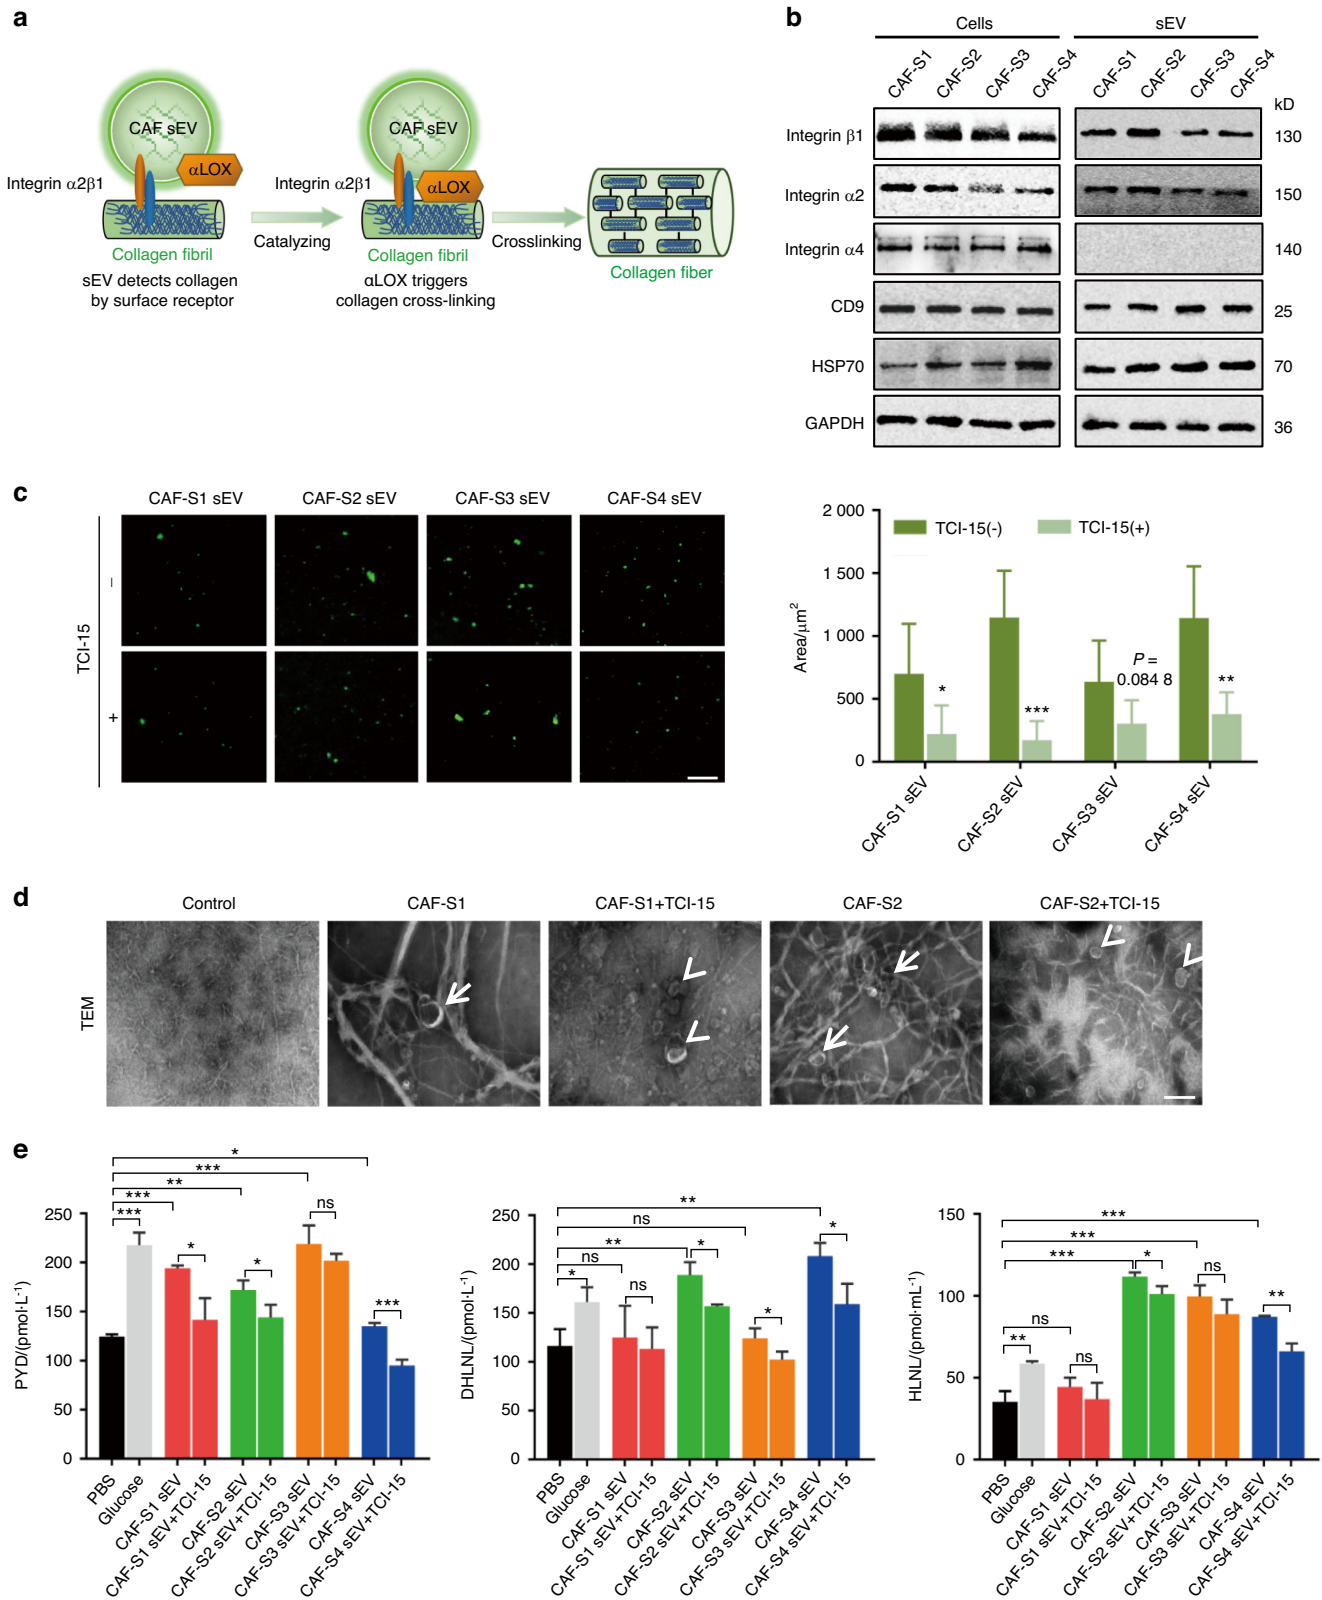 a
CAF sEV
αLOX
Integrin α2β1
Collagen fibril
sEV detects collagen
by surface receptor
Catalyzing
CAF sEV
αLOX
Integrin α2β1
Collagen fibril
αLOX triggers
collagen cross-linking
Crosslinking
Collagen fiber
b
Cells
sEV
CAF-S1
CAF-S2
CAF-S3
CAF-S4
CAF-S1
CAF-S2
CAF-S3
CAF-S4
kD
Integrin β1
130
Integrin α2
150
Integrin α4
140
CD9
25
HSP70
70
GAPDH
36
c
CAF-S1 sEV
CAF-S2 sEV
CAF-S3 sEV
CAF-S4 sEV
TCI-15
–
+
2 000
1 500
1 000
500
0
Area/μm²
TCI-15(-)
TCI-15(+)
*
***
P =
0.084 8
**
CAF-S1 sEV
CAF-S2 sEV
CAF-S3 sEV
CAF-S4 sEV
d
Control
CAF-S1
CAF-S1+TCI-15
CAF-S2
CAF-S2+TCI-15
TEM
e
*
***
**
***
***
*
*
ns
***
250
200
150
100
50
0
PYD/(pmol·L⁻¹)
PBS
Glucose
CAF-S1 sEV
CAF-S1 sEV+TCI-15
CAF-S2 sEV
CAF-S2 sEV+TCI-15
CAF-S3 sEV
CAF-S3 sEV+TCI-15
CAF-S4 sEV
CAF-S4 sEV+TCI-15
**
ns
**
ns
*
ns
*
*
*
250
200
150
100
50
0
DHLNL/(pmol·L⁻¹)
PBS
Glucose
CAF-S1 sEV
CAF-S1 sEV+TCI-15
CAF-S2 sEV
CAF-S2 sEV+TCI-15
CAF-S3 sEV
CAF-S3 sEV+TCI-15
CAF-S4 sEV
CAF-S4 sEV+TCI-15
***
***
***
ns
**
ns
*
ns
**
150
100
50
0
HLNL/(pmol·mL⁻¹)
PBS
Glucose
CAF-S1 sEV
CAF-S1 sEV+TCI-15
CAF-S2 sEV
CAF-S2 sEV+TCI-15
CAF-S3 sEV
CAF-S3 sEV+TCI-15
CAF-S4 sEV
CAF-S4 sEV+TCI-15